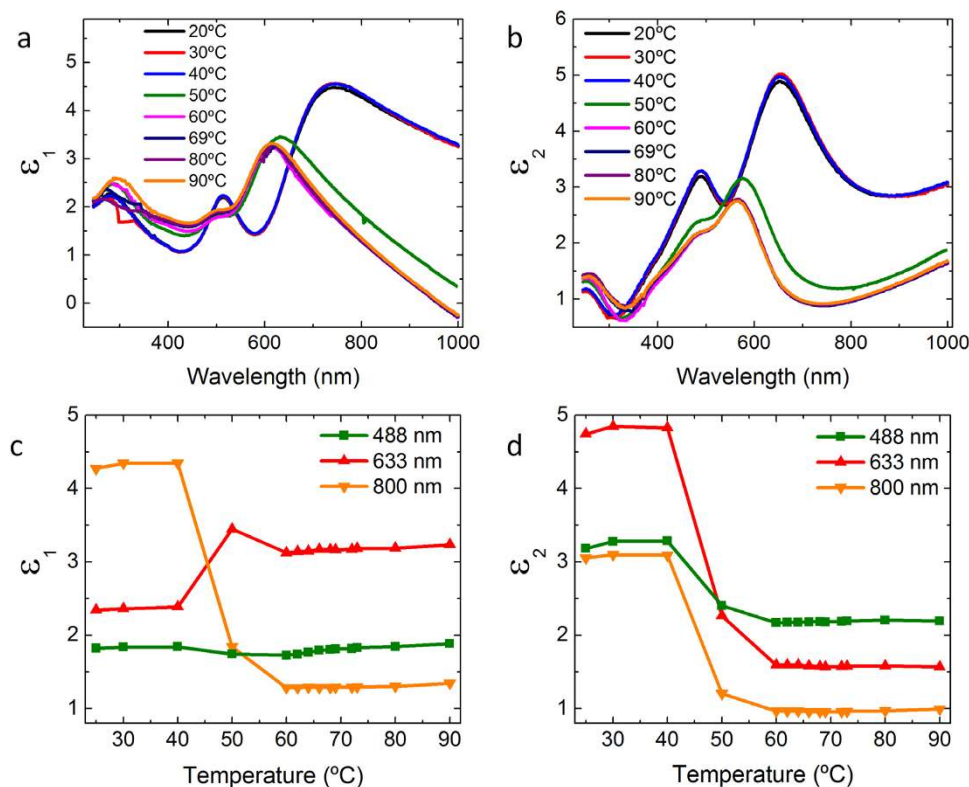 a
20ºC
30ºC
40ºC
50ºC
60ºC
69ºC
80ºC
90ºC
ε1
5
4
3
2
1
0
400 600 800 1000
Wavelength (nm)
b
20ºC
30ºC
40ºC
50ºC
60ºC
69ºC
80ºC
90ºC
ε2
6
5
4
3
2
1
400 600 800 1000
Wavelength (nm)
c
488 nm
633 nm
800 nm
ε1
5
4
3
2
1
30 40 50 60 70 80 90
Temperature (ºC)
d
488 nm
633 nm
800 nm
ε2
5
4
3
2
1
30 40 50 60 70 80 90
Temperature (ºC)